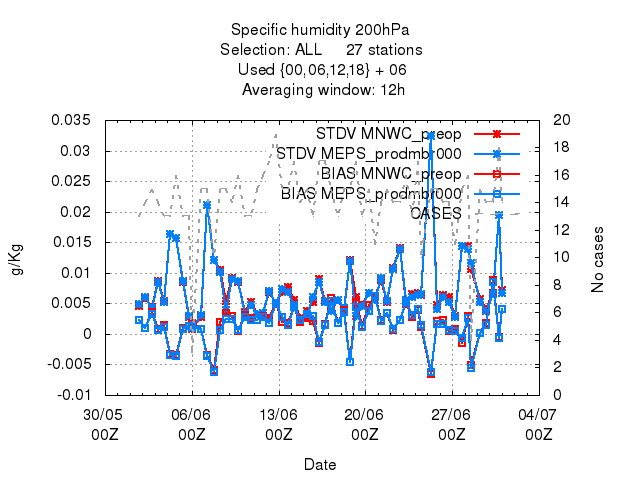 Specific humidity 200hPa
Selection: ALL 27 stations
Used {00,06,12,18} + 06
Averaging window: 12h
0.035
0.03
0.025
0.02
0.015
0.01
0.005
0
-0.005
-0.01
g/Kg
STDV MNWC_preop
STDV MEPS_prodmbr000
BIAS MNWC_preop
BIAS MEPS_prodmbr000
CASES
20
18
16
14
12
10
8
6
4
2
0
No cases
30/05 06/06 13/06 20/06 27/06 04/07
00Z 00Z 00Z 00Z 00Z 00Z
Date